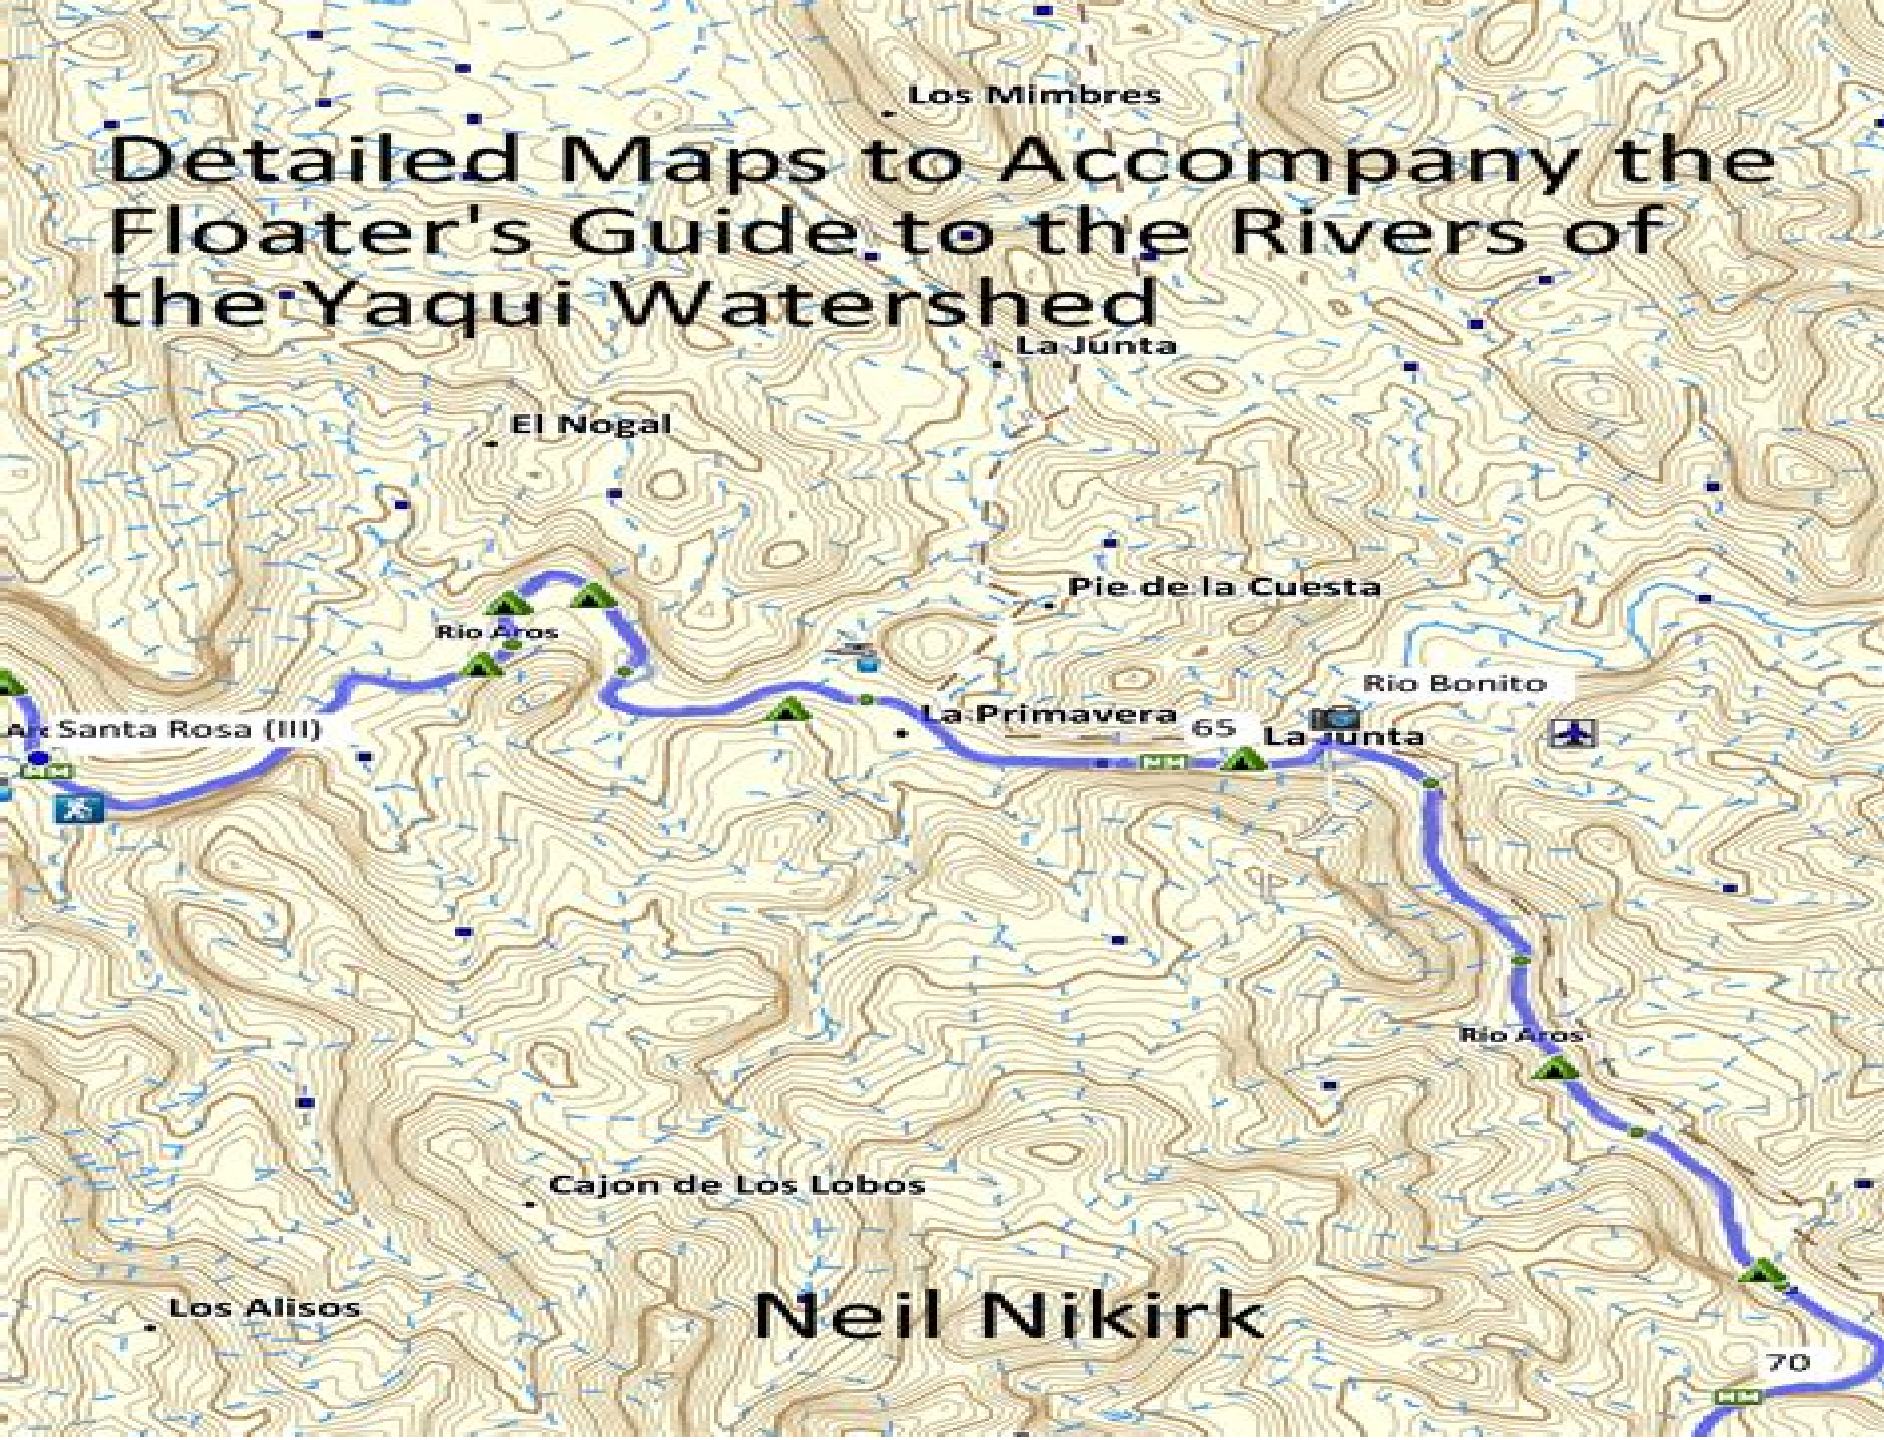 Los Mimbres
Detailed Maps to Accompany the
Floater's Guide to the Rivers of
the Yaqui Watershed
La Junta
El Nogal
Pie de la Cuesta
Rio Aros
Rio Bonito
La Primavera
65
La Junta
Santa Rosa (III)
Rio Aros
Cajon de Los Lobos
Los Alisos
Neil Nikirk
70